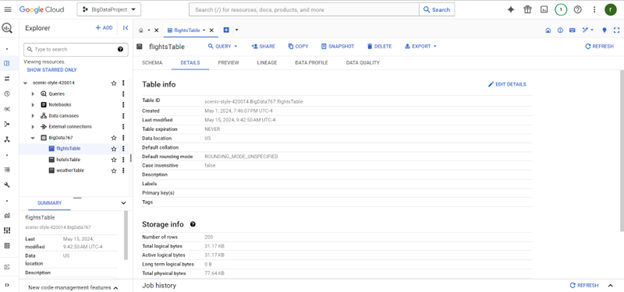 Google Cloud
BigDataProject
Search (/) for resources, docs, products, and more
Search
1
r
Explorer
+ ADD
Type to search
Viewing resources.
SHOW STARRED ONLY
scenic-style-420014
Queries
Notebooks
Data canvases
External connections
BigData767
flightsTable
hotelsTable
weatherTable
SUMMARY
flightsTable
scenic-style-420014.BigData767.flightsTable
Last modified
May 15, 2024, 9:42:50 AM UTC-4
Data location
US
Description
New code-management features
flightsTable
flightsTable
QUERY
SHARE
COPY
SNAPSHOT
DELETE
EXPORT
REFRESH
SCHEMA
DETAILS
PREVIEW
LINEAGE
DATA PROFILE
DATA QUALITY
Table info
EDIT DETAILS
Table ID scenic-style-420014.BigData767.flightsTable
Created May 1, 2024, 7:46:07 PM UTC-4
Last modified May 15, 2024, 9:42:50 AM UTC-4
Table expiration NEVER
Data location US
Default collation
Default rounding mode ROUNDING_MODE_UNSPECIFIED
Case insensitive false
Description
Labels
Primary key(s)
Tags
Storage info
Number of rows 200
Total logical bytes 31.17 KB
Active logical bytes 31.17 KB
Long term logical bytes 0 B
Total physical bytes 77.64 KB
Job history
REFRESH